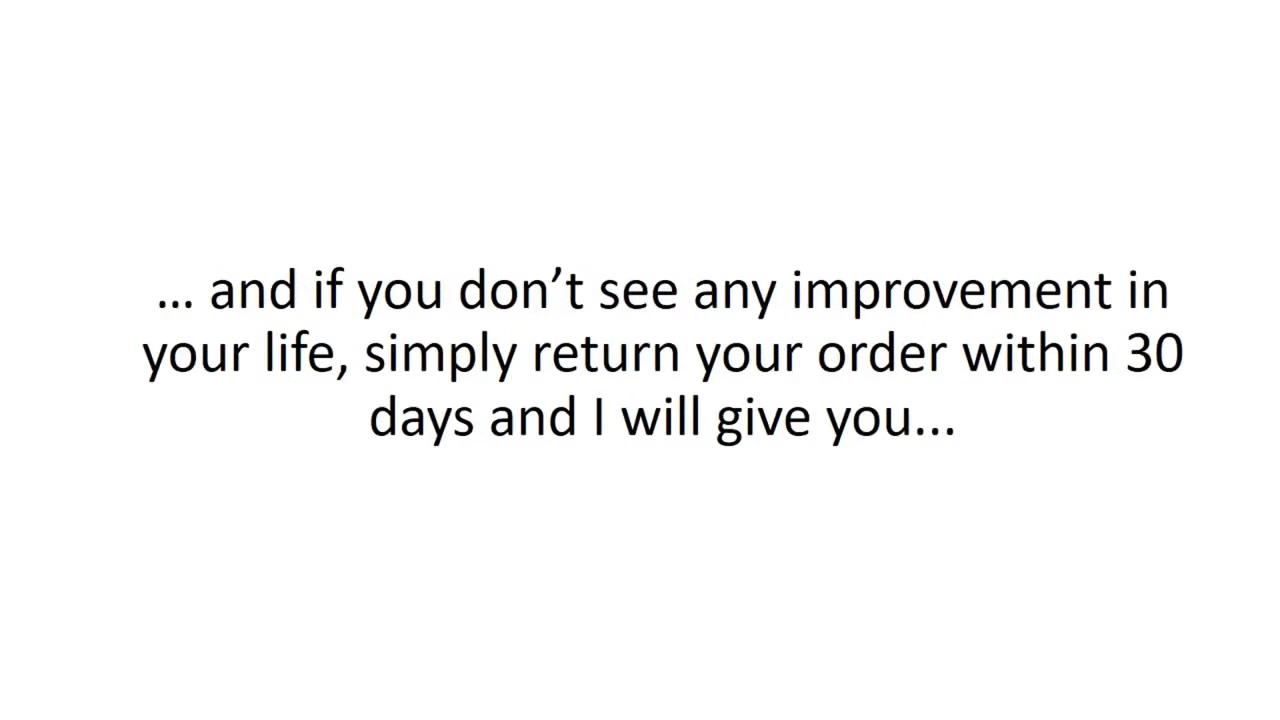 … and if you don’t see any improvement in
your life, simply return your order within 30
days and I will give you...